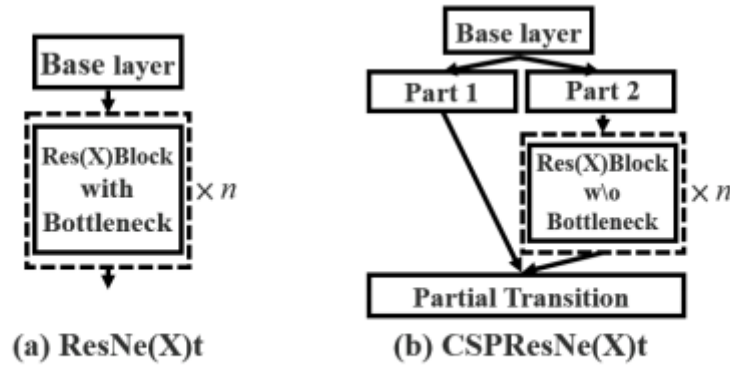 Base layer
Res(X)Block
with
Bottleneck
× n
(a) ResNe(X)t
Base layer
Part 1
Part 2
Res(X)Block
w\o
Bottleneck
× n
Partial Transition
(b) CSPResNe(X)t